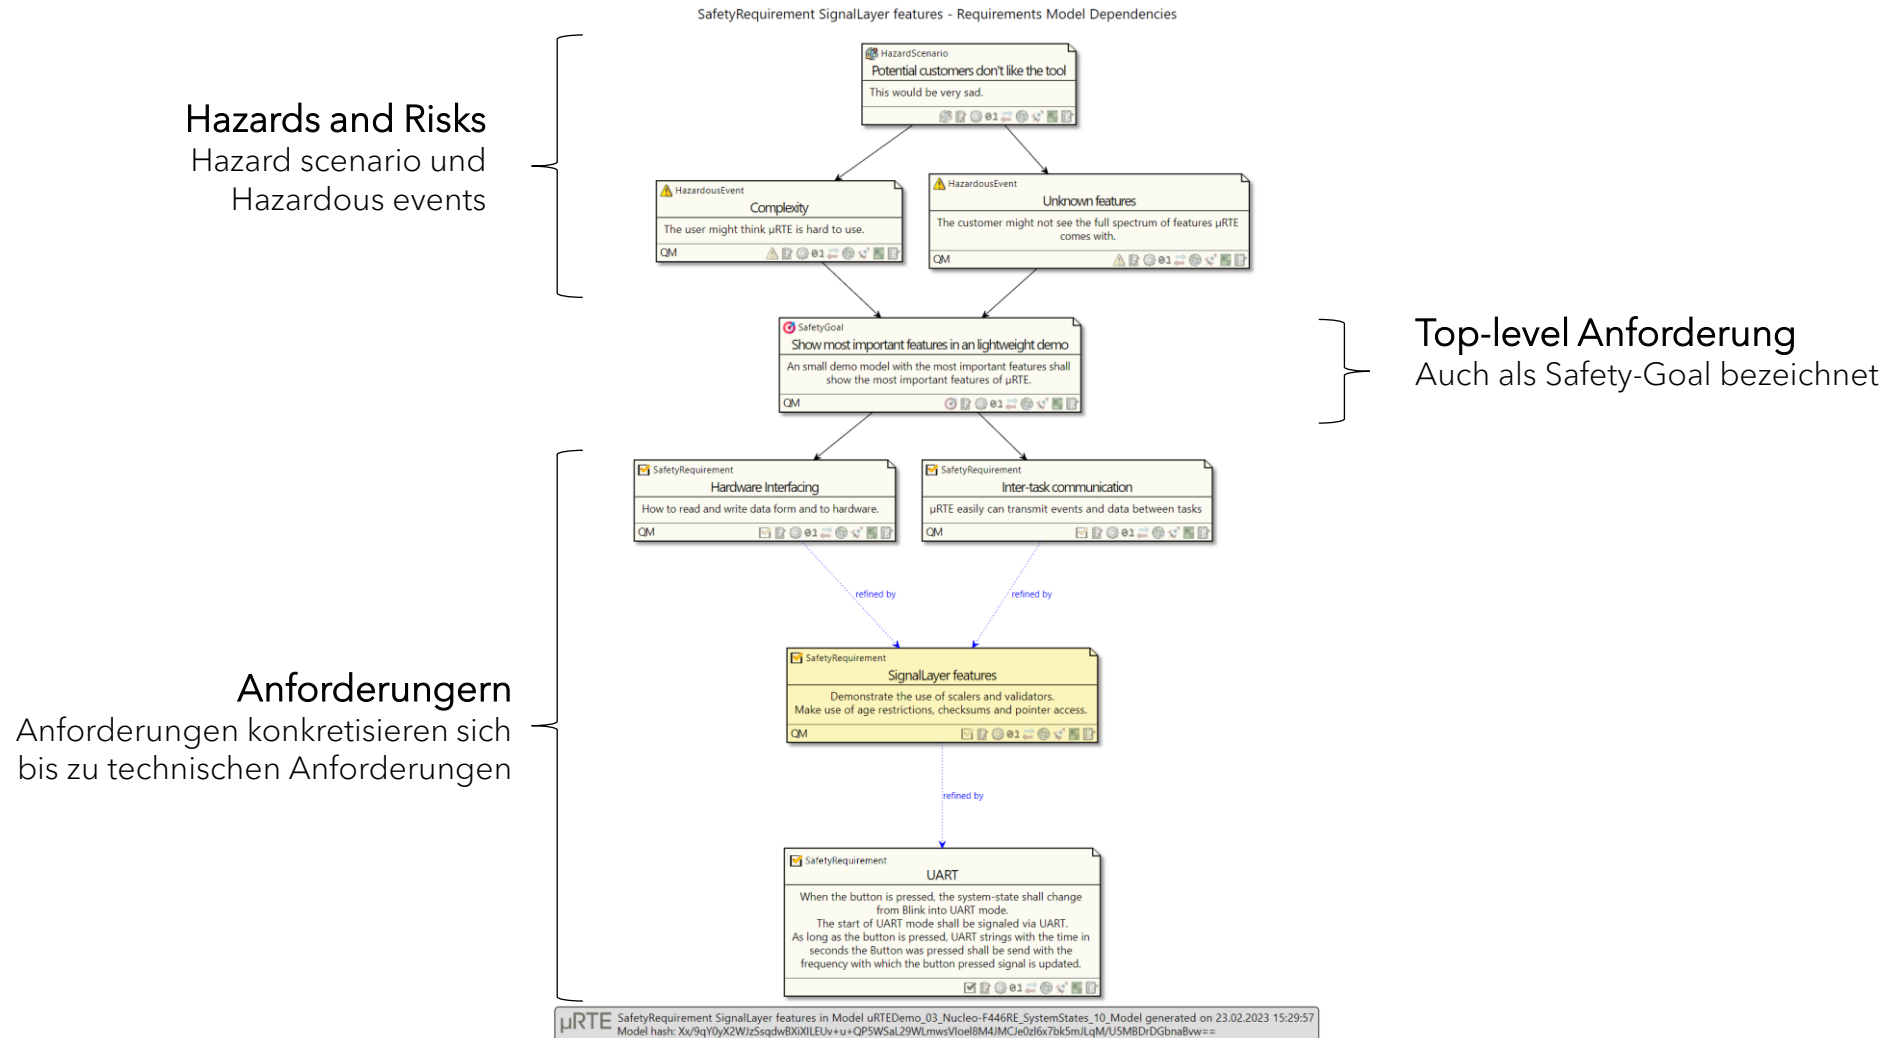 SafetyRequirement SignalLayer features - Requirements Model Dependencies
HazardScenario
Potential customers don't like the tool
This would be very sad.
01
Hazards and Risks
Hazard scenario und
Hazardous events
HazardousEvent
Complexity
The user might think µRTE is hard to use.
QM
01
HazardousEvent
Unknown features
The customer might not see the full spectrum of features µRTE
comes with.
QM
01
SafetyGoal
Show most important features in an lightweight demo
An small demo model with the most important features shall
show the most important features of µRTE.
QM
01
Top-level Anforderung
Auch als Safety-Goal bezeichnet
SafetyRequirement
Hardware Interfacing
How to read and write data form and to hardware.
QM
01
SafetyRequirement
Inter-task communication
µRTE easily can transmit events and data between tasks
QM
01
refined by
refined by
Anforderungern
Anforderungen konkretisieren sich
bis zu technischen Anforderungen
SafetyRequirement
SignalLayer features
Demonstrate the use of scalers and validators.
Make use of age restrictions, checksums and pointer access.
QM
01
refined by
SafetyRequirement
UART
When the button is pressed, the system-state shall change
from Blink into UART mode.
The start of UART mode shall be signaled via UART.
As long as the button is pressed, UART strings with the time in
seconds the Button was pressed shall be send with the
frequency with which the button pressed signal is updated.
01
µRTE
SafetyRequirement SignalLayer features in Model uRTEDemo_03_Nucleo-F446RE_SystemStates_10_Model generated on 23.02.2023 15:29:57
Model hash: